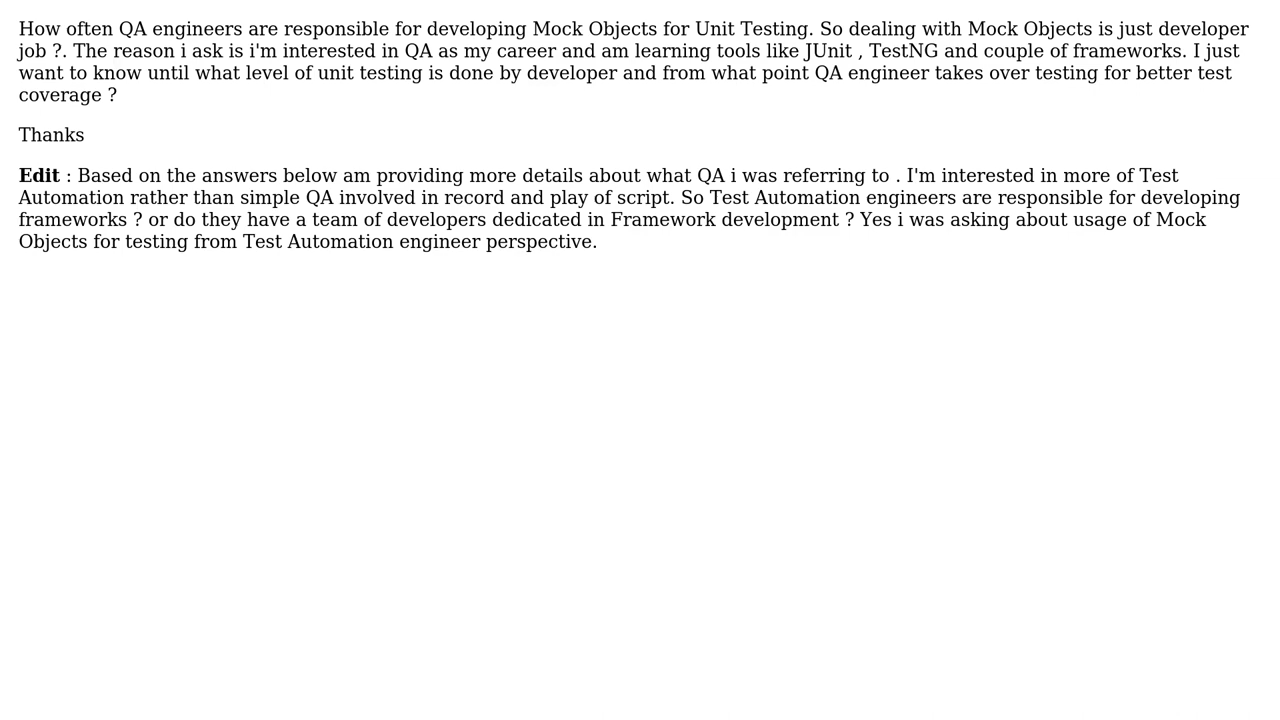 How often QA engineers are responsible for developing Mock Objects for Unit Testing. So dealing with Mock Objects is just developer
job ?. The reason i ask is i'm interested in QA as my career and am learning tools like JUnit , TestNG and couple of frameworks. I just
want to know until what level of unit testing is done by developer and from what point QA engineer takes over testing for better test
coverage ?
Thanks
Edit : Based on the answers below am providing more details about what QA i was referring to . I'm interested in more of Test
Automation rather than simple QA involved in record and play of script. So Test Automation engineers are responsible for developing
frameworks ? or do they have a team of developers dedicated in Framework development ? Yes i was asking about usage of Mock
Objects for testing from Test Automation engineer perspective.